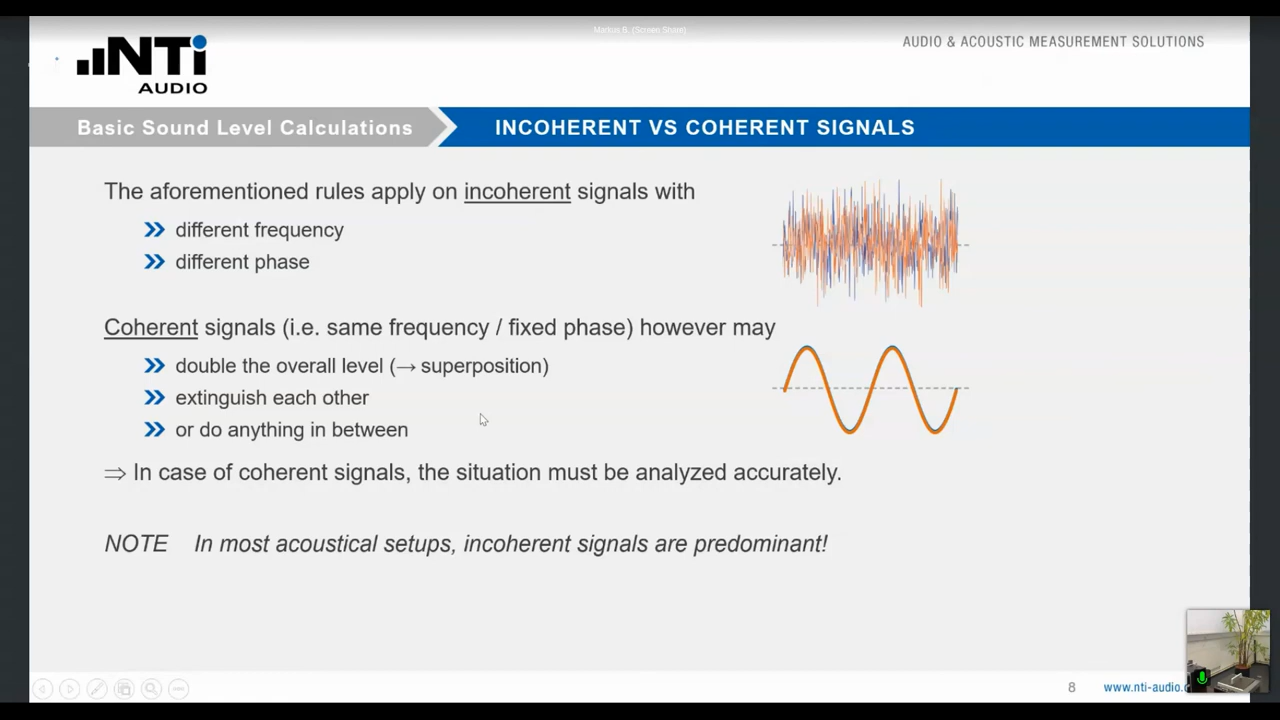 Markus B. (Screen Share)
NTi
AUDIO
AUDIO & ACOUSTIC MEASUREMENT SOLUTIONS
Basic Sound Level Calculations
INCOHERENT VS COHERENT SIGNALS
The aforementioned rules apply on incoherent signals with
different frequency
different phase
Coherent signals (i.e. same frequency / fixed phase) however may
double the overall level (→ superposition)
extinguish each other
or do anything in between
⇒ In case of coherent signals, the situation must be analyzed accurately.
NOTE In most acoustical setups, incoherent signals are predominant!
8
www.nti-audio.c